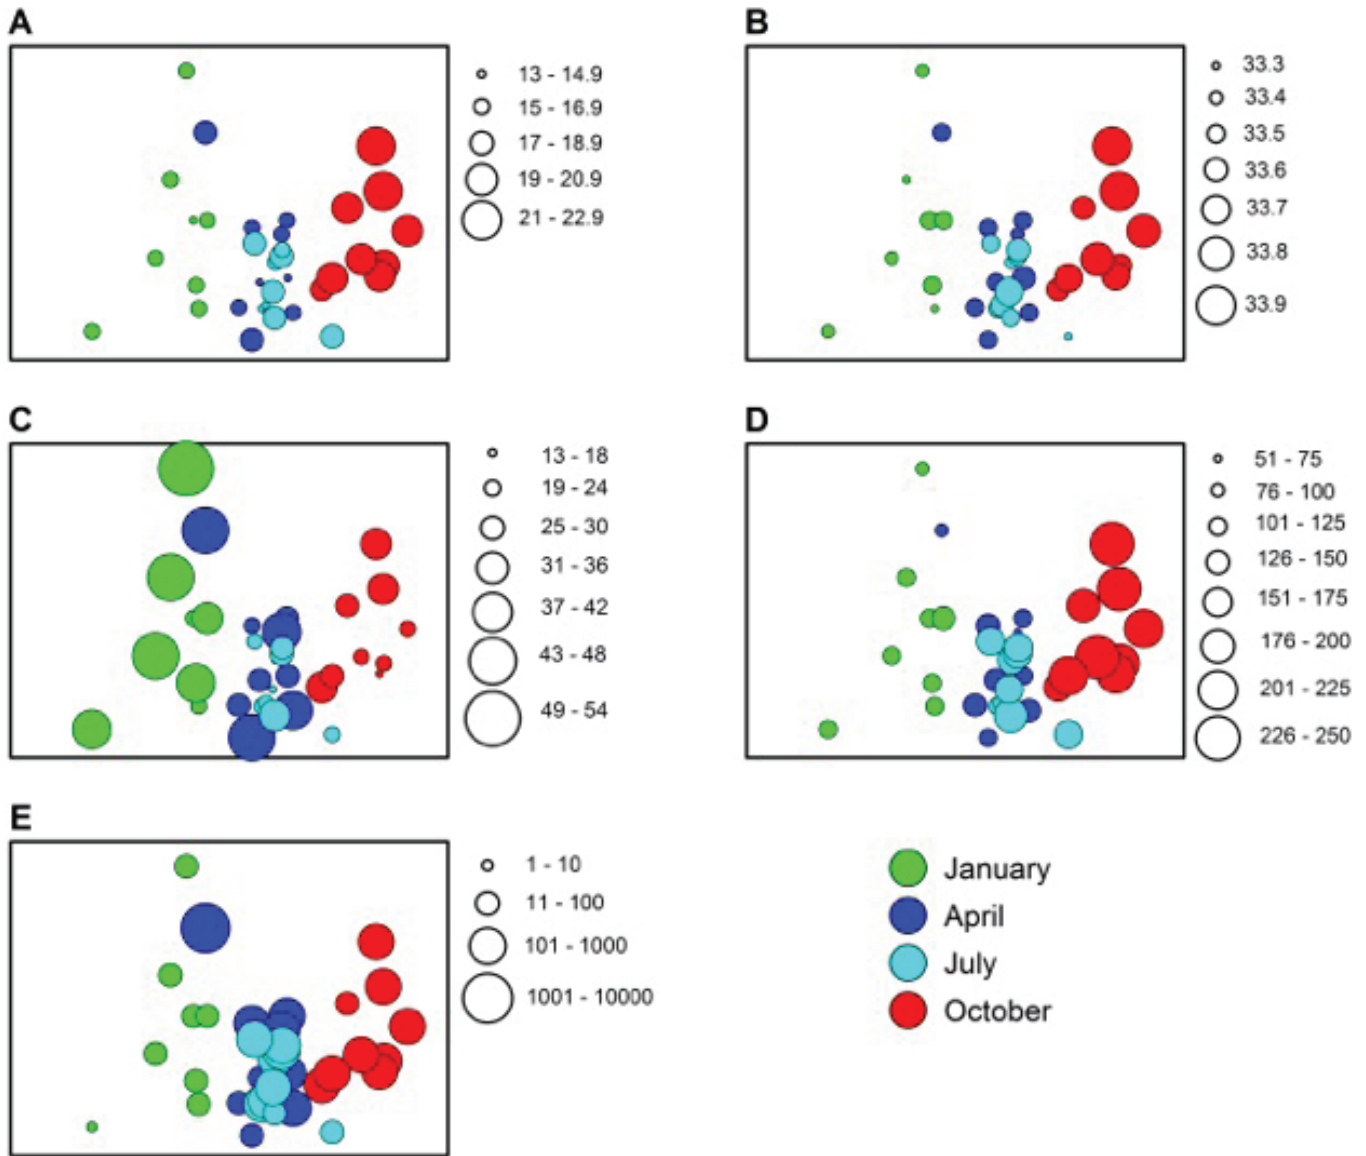 A
13 - 14.9
15 - 16.9
17 - 18.9
19 - 20.9
21 - 22.9
B
33.3
33.4
33.5
33.6
33.7
33.8
33.9
C
13 - 18
19 - 24
25 - 30
31 - 36
37 - 42
43 - 48
49 - 54
D
51 - 75
76 - 100
101 - 125
126 - 150
151 - 175
176 - 200
201 - 225
226 - 250
E
1 - 10
11 - 100
101 - 1000
1001 - 10000
January
April
July
October